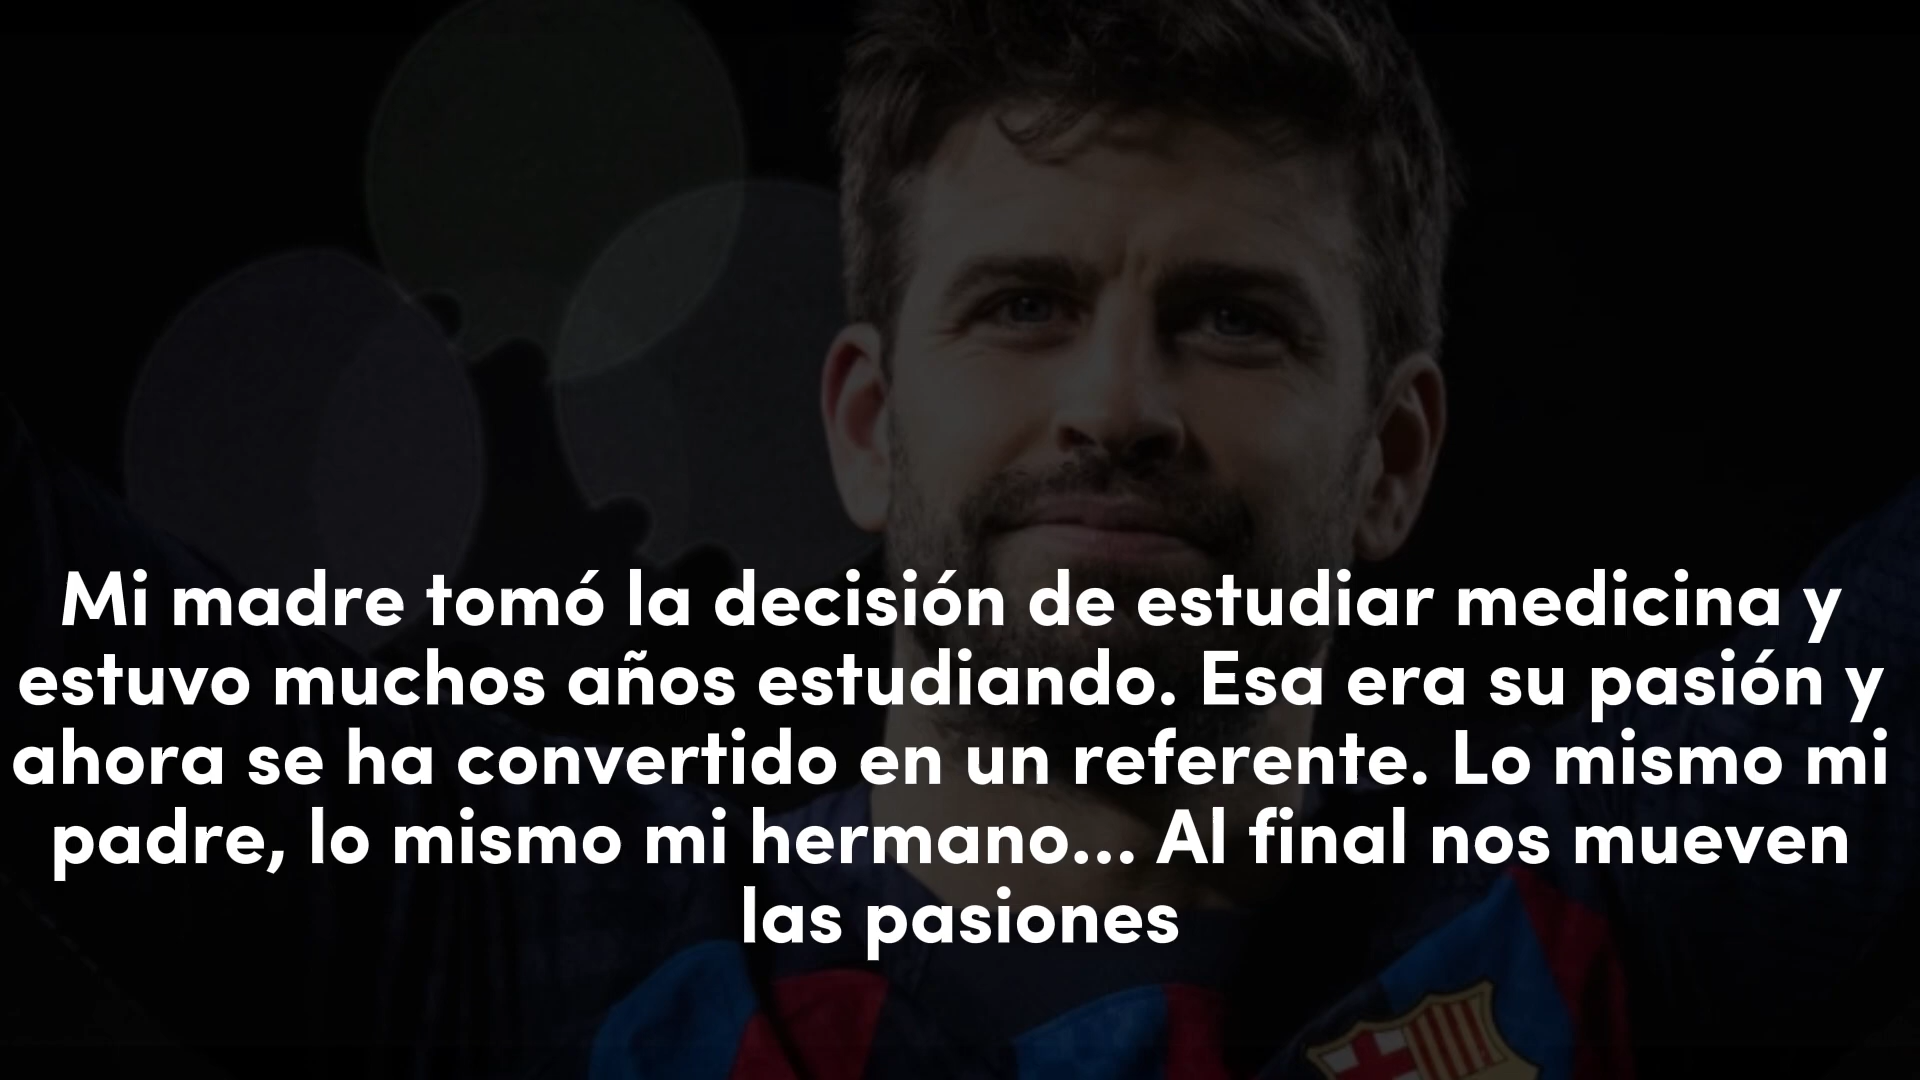 Mi madre tomó la decisión de estudiar medicina y
estuvo muchos años estudiando. Esa era su pasión y
ahora se ha convertido en un referente. Lo mismo mi
padre, lo mismo mi hermano... Al final nos mueven
las pasiones